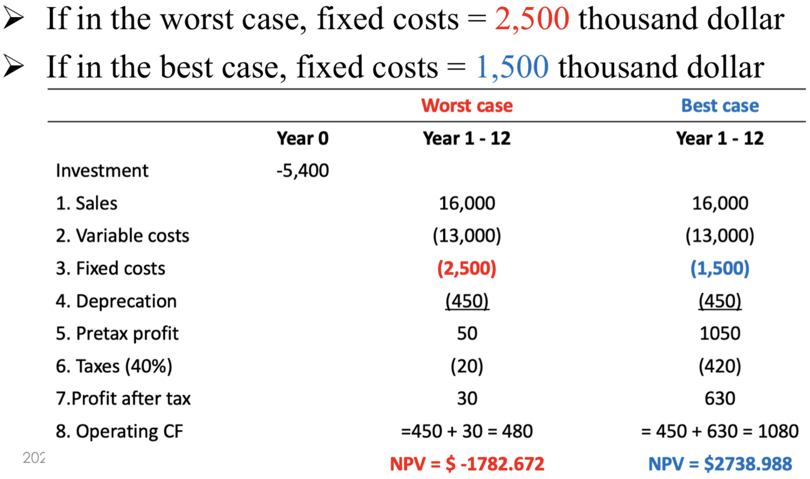 ➤ If in the worst case, fixed costs = 2,500 thousand dollar
➤ If in the best case, fixed costs = 1,500 thousand dollar
Worst case Best case
Year 0 Year 1 - 12 Year 1 - 12
Investment -5,400
1. Sales 16,000 16,000
2. Variable costs (13,000) (13,000)
3. Fixed costs (2,500) (1,500)
4. Deprecation (450) (450)
5. Pretax profit 50 1050
6. Taxes (40%) (20) (420)
7.Profit after tax 30 630
8. Operating CF =450 + 30 = 480 = 450 + 630 = 1080
202 NPV = $ -1782.672 NPV = $2738.988